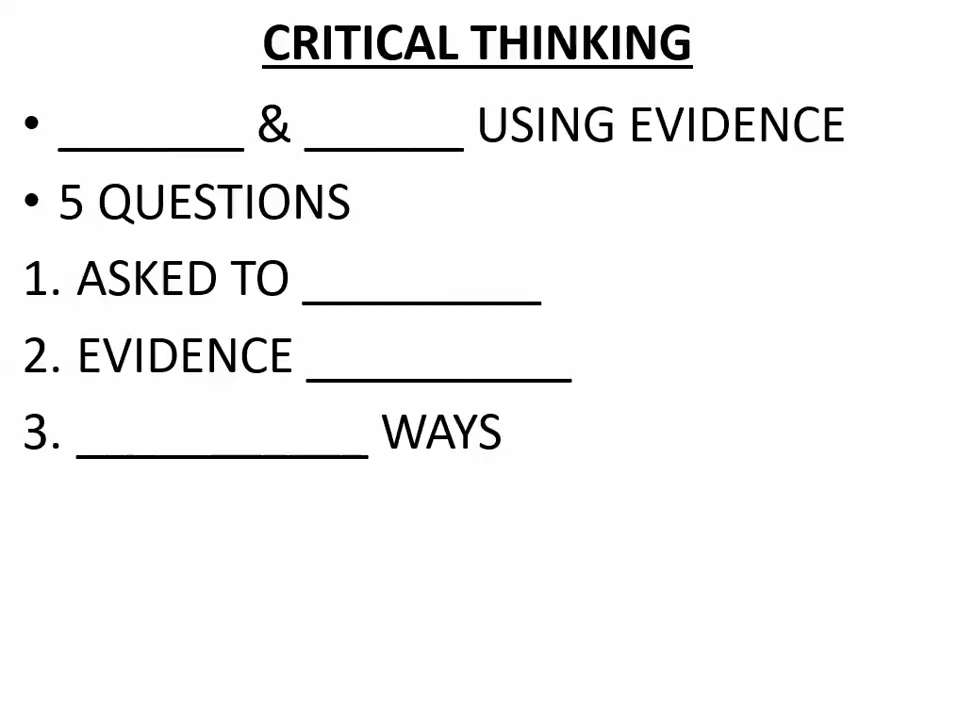 CRITICAL THINKING
• _______ & ______ USING EVIDENCE
• 5 QUESTIONS
1. ASKED TO _________
2. EVIDENCE __________
3. ___________ WAYS